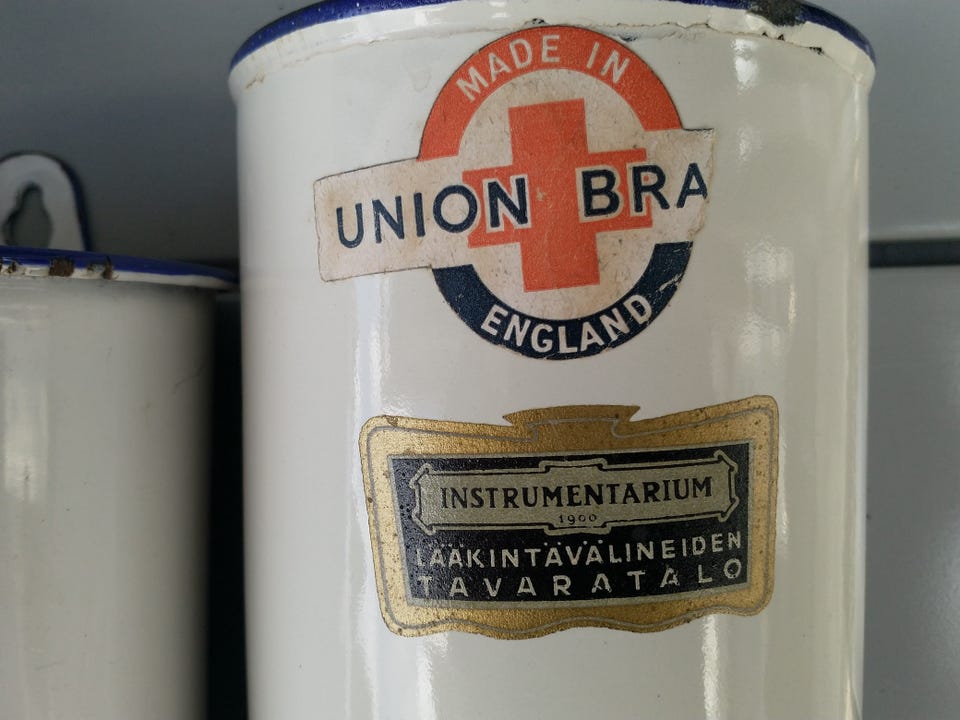 MADE IN
UNION BRA
ENGLAND
INSTRUMENTARIUM
1900
LÄÄKINTÄVÄLINEIDEN
TAVARATALO